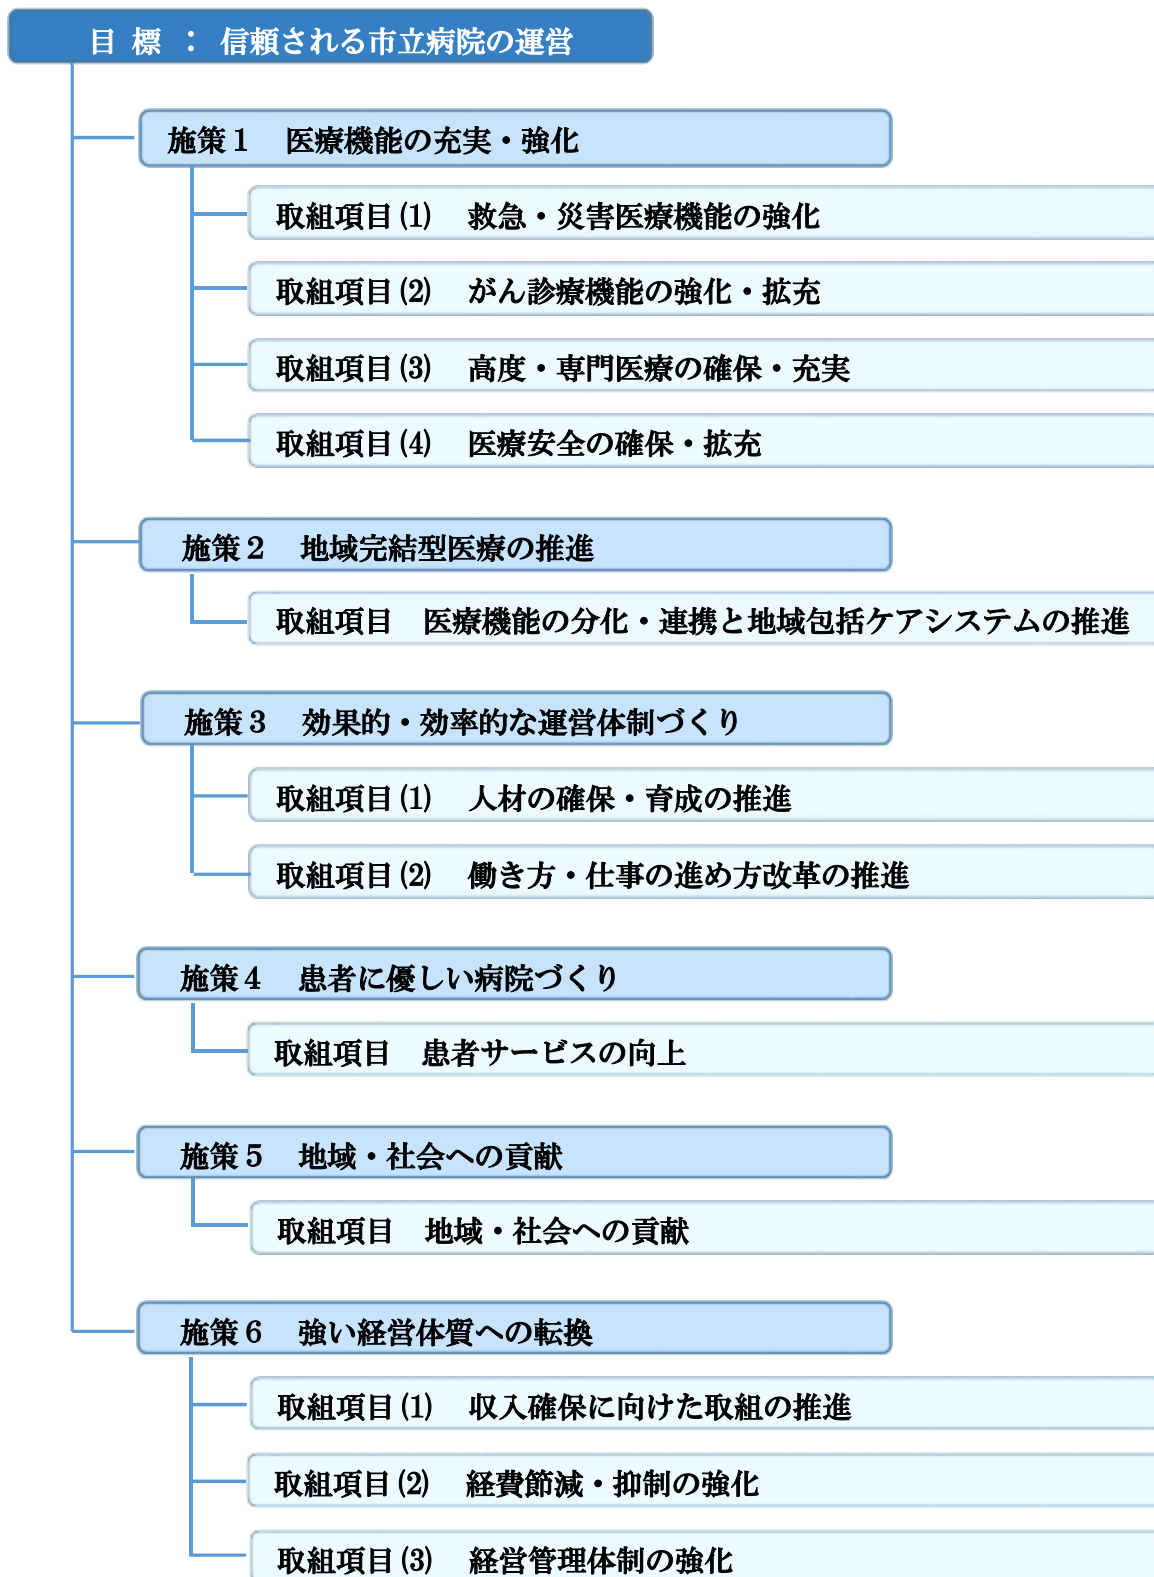 目 標 ： 信頼される市立病院の運営
施策１　医療機能の充実・強化
取組項目(1)　救急・災害医療機能の強化
取組項目(2)　がん診療機能の強化・拡充
取組項目(3)　高度・専門医療の確保・充実
取組項目(4)　医療安全の確保・拡充
施策２　地域完結型医療の推進
取組項目　医療機能の分化・連携と地域包括ケアシステムの推進
施策３　効果的・効率的な運営体制づくり
取組項目(1)　人材の確保・育成の推進
取組項目(2)　働き方・仕事の進め方改革の推進
施策４　患者に優しい病院づくり
取組項目　患者サービスの向上
施策５　地域・社会への貢献
取組項目　地域・社会への貢献
施策６　強い経営体質への転換
取組項目(1)　収入確保に向けた取組の推進
取組項目(2)　経費節減・抑制の強化
取組項目(3)　経営管理体制の強化